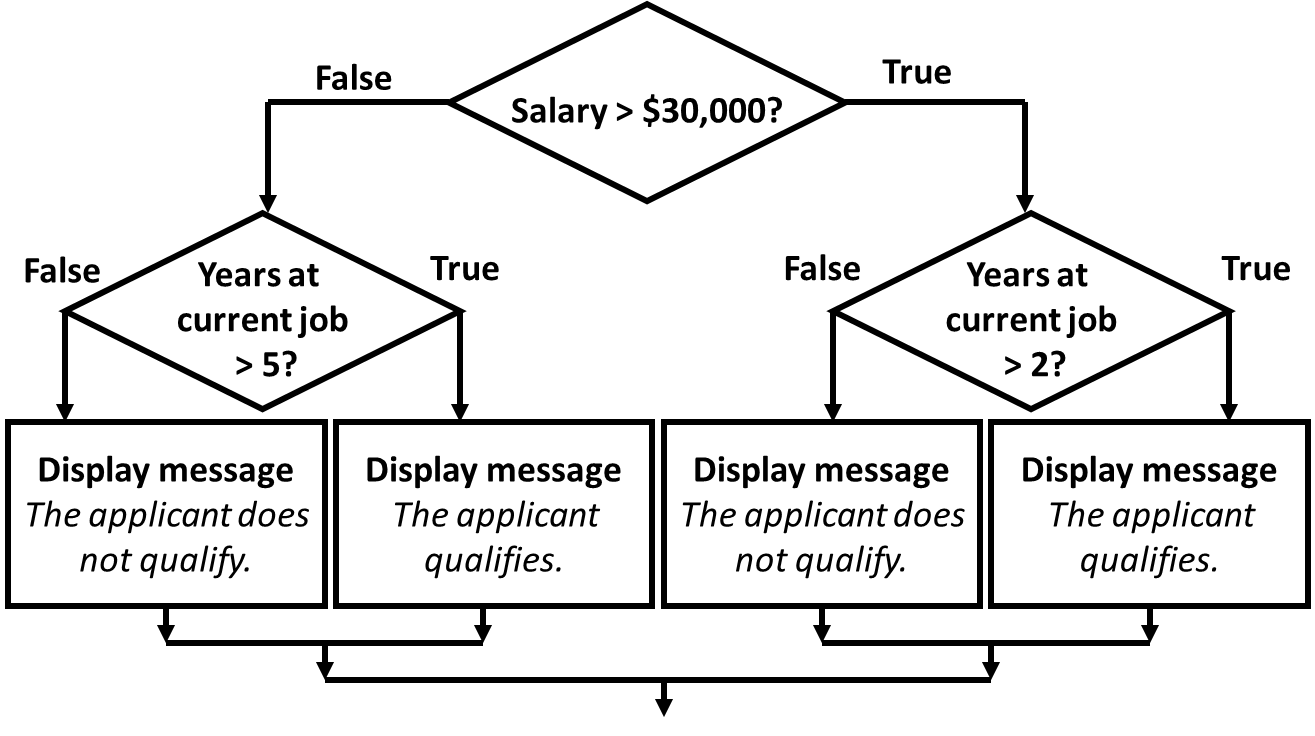 False
True
Salary > $30,000?
False
Years at
current job
> 5?
True
False
Years at
current job
> 2?
True
Display message
The applicant does
not qualify.
Display message
The applicant
qualifies.
Display message
The applicant does
not qualify.
Display message
The applicant
qualifies.